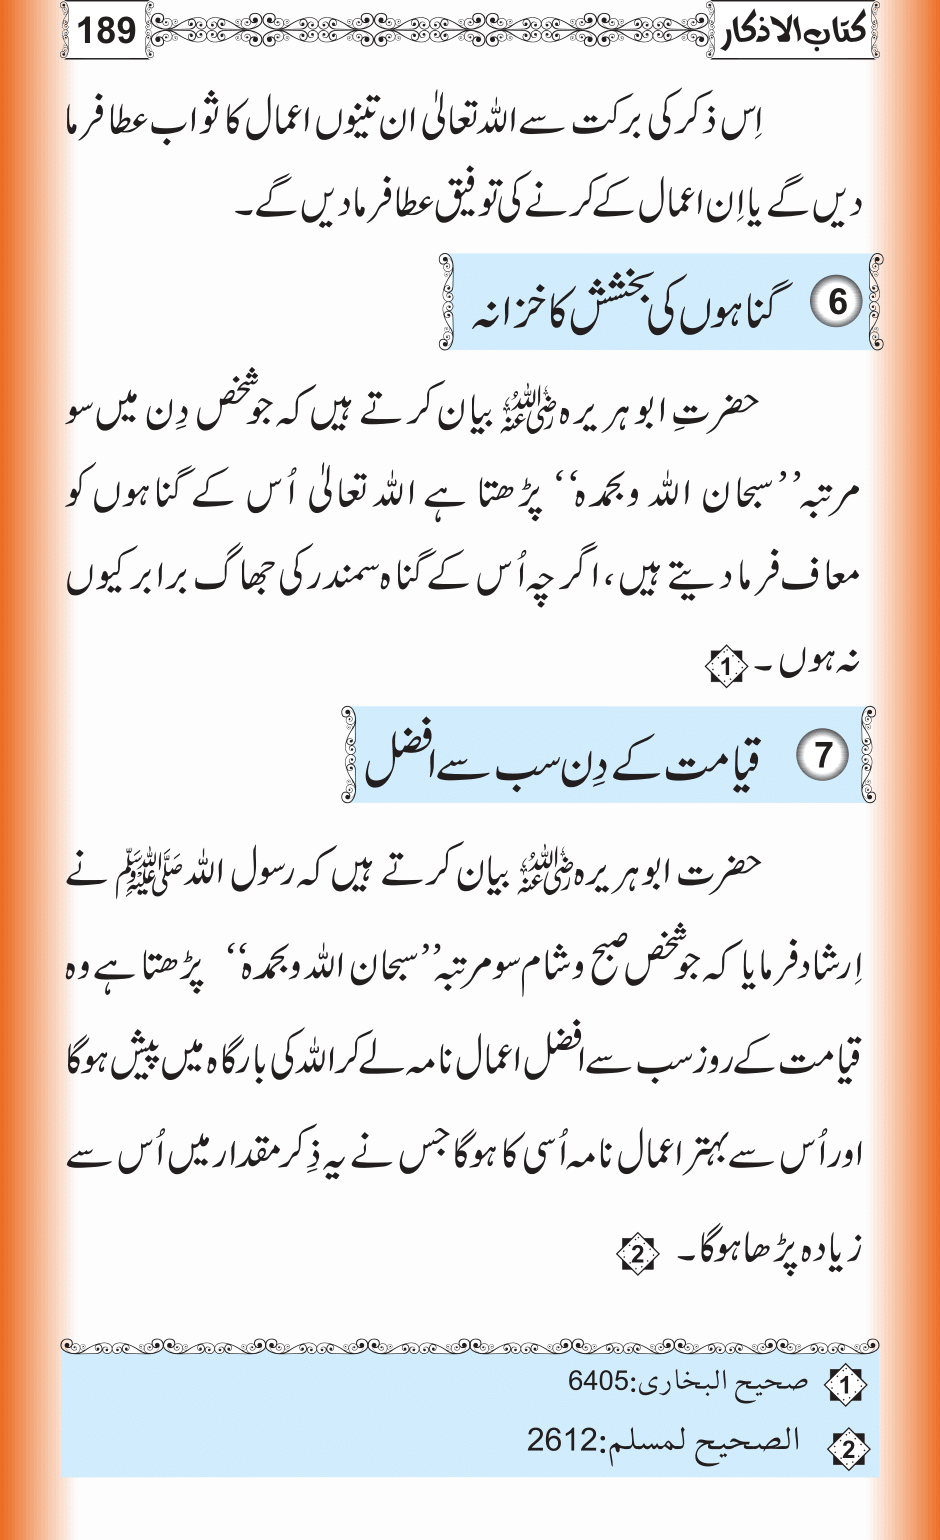 كتاب الاذكار 189
اِس ذکر کی برکت سے اللہ تعالیٰ ان تینوں اعمال کا ثواب عطا فرما
دیں گے یا اِن اعمال کے کرنے کی توفیق عطا فرما دیں گے۔
6 گناہوں کی بخشش کا خزانہ
حضرتِ ابو ہریرہ رضی اللہ عنہ بیان کرتے ہیں کہ جو شخص دِن میں سو
مرتبہ ’’سبحان اللہ وبحمدہ‘‘ پڑھتا ہے اللہ تعالیٰ اُس کے گناہوں کو
معاف فرما دیتے ہیں، اگر چہ اُس کے گناہ سمندر کی جھاگ برابر کیوں
نہ ہوں۔ 1
7 قیامت کے دِن سب سے افضل
حضرت ابو ہریرہ رضی اللہ عنہ بیان کرتے ہیں کہ رسول اللہ ﷺ نے
اِرشاد فرمایا کہ جو شخص صبح و شام سو مرتبہ ’’سبحان اللہ وبحمدہ‘‘ پڑھتا ہے وہ
قیامت کے روز سب سے افضل اعمال نامہ لے کر اللہ کی بارگاہ میں پیش ہوگا
اور اُس سے بہتر اعمال نامہ اُسی کا ہوگا جس نے یہ ذِکر مقدار میں اُس سے
زیادہ پڑھا ہوگا۔ 2
1 صحیح البخاری:6405
2 الصحیح لمسلم:2612